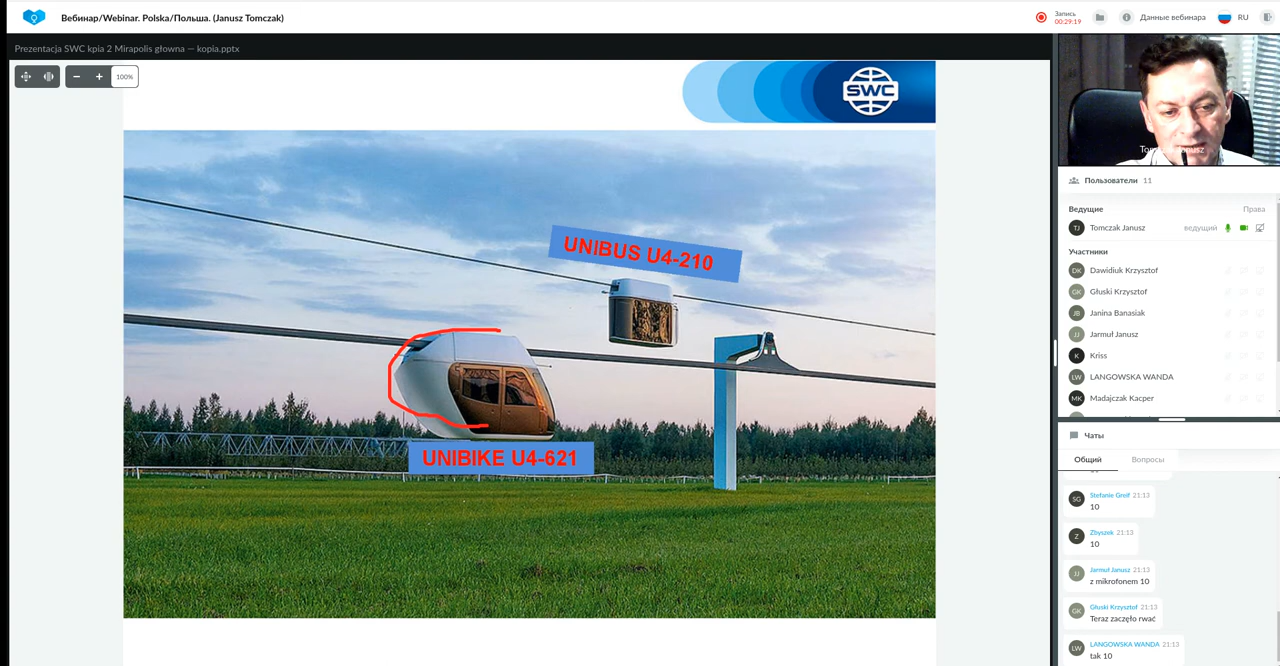 Вебинар/Webinar. Polska/Польша. (Janusz Tomczak)
Запись
00:29:19
Данные вебинара
RU
Prezentacja SWC kpia 2 Mirapolis głowna — kopia.pptx
100%
SWC
UNIBUS U4-210
UNIBIKE U4-621
Пользователи 11
Ведущие Права
TJ Tomczak Janusz ведущий
Участники
DK Dawidiuk Krzysztof
GK Głuski Krzysztof
JB Janina Banasiak
JJ Jarmuł Janusz
K Kriss
LW LANGOWSKA WANDA
MK Madajczak Kacper
Чаты
Общий Вопросы
SG Stefanie Greif 21:13
10
Z Zbyszek 21:13
10
JJ Jarmuł Janusz 21:13
z mikrofonem 10
GK Głuski Krzysztof 21:13
Teraz zaczęło rwać
LW LANGOWSKA WANDA 21:13
tak 10